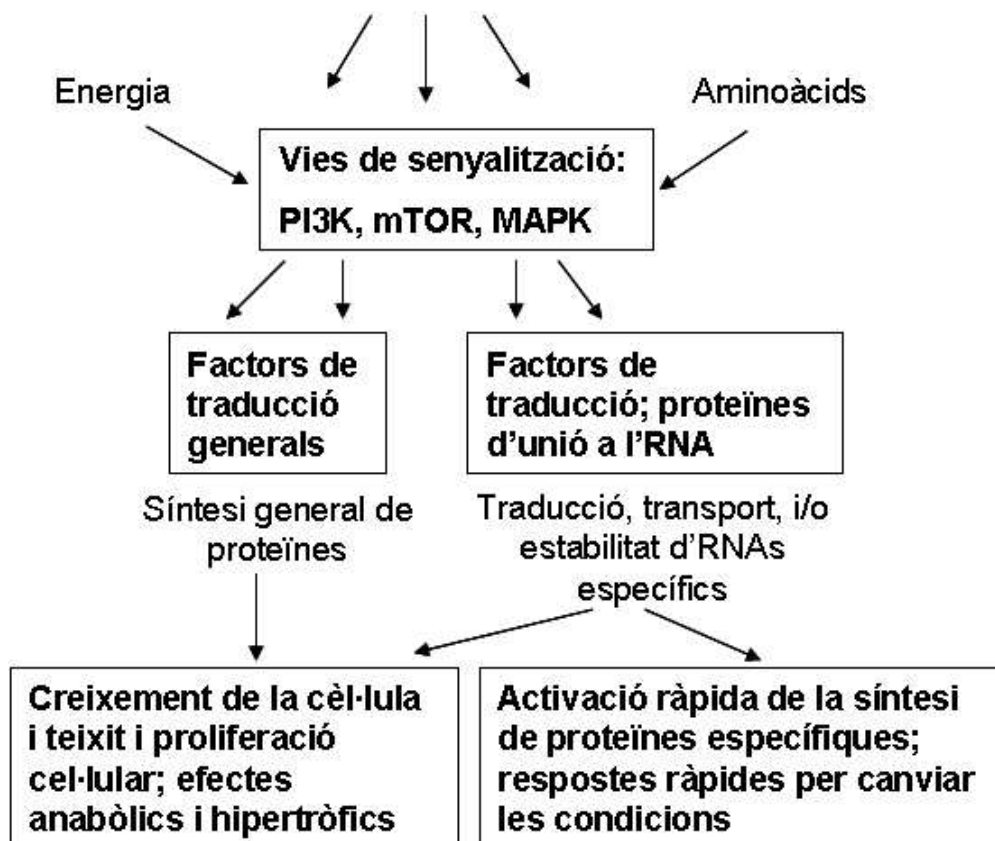 Energia
Aminoàcids
Vies de senyalització:
PI3K, mTOR, MAPK
Factors de
traducció
generals
Factors de
traducció; proteïnes
d'unió a l'RNA
Síntesi general de
proteïnes
Traducció, transport, i/o
estabilitat d'RNAs
específics
Creixement de la cèl·lula
i teixit i proliferació
cel·lular; efectes
anabòlics i hipertròfics
Activació ràpida de la síntesi
de proteïnes específiques;
respostes ràpides per canviar
les condicions